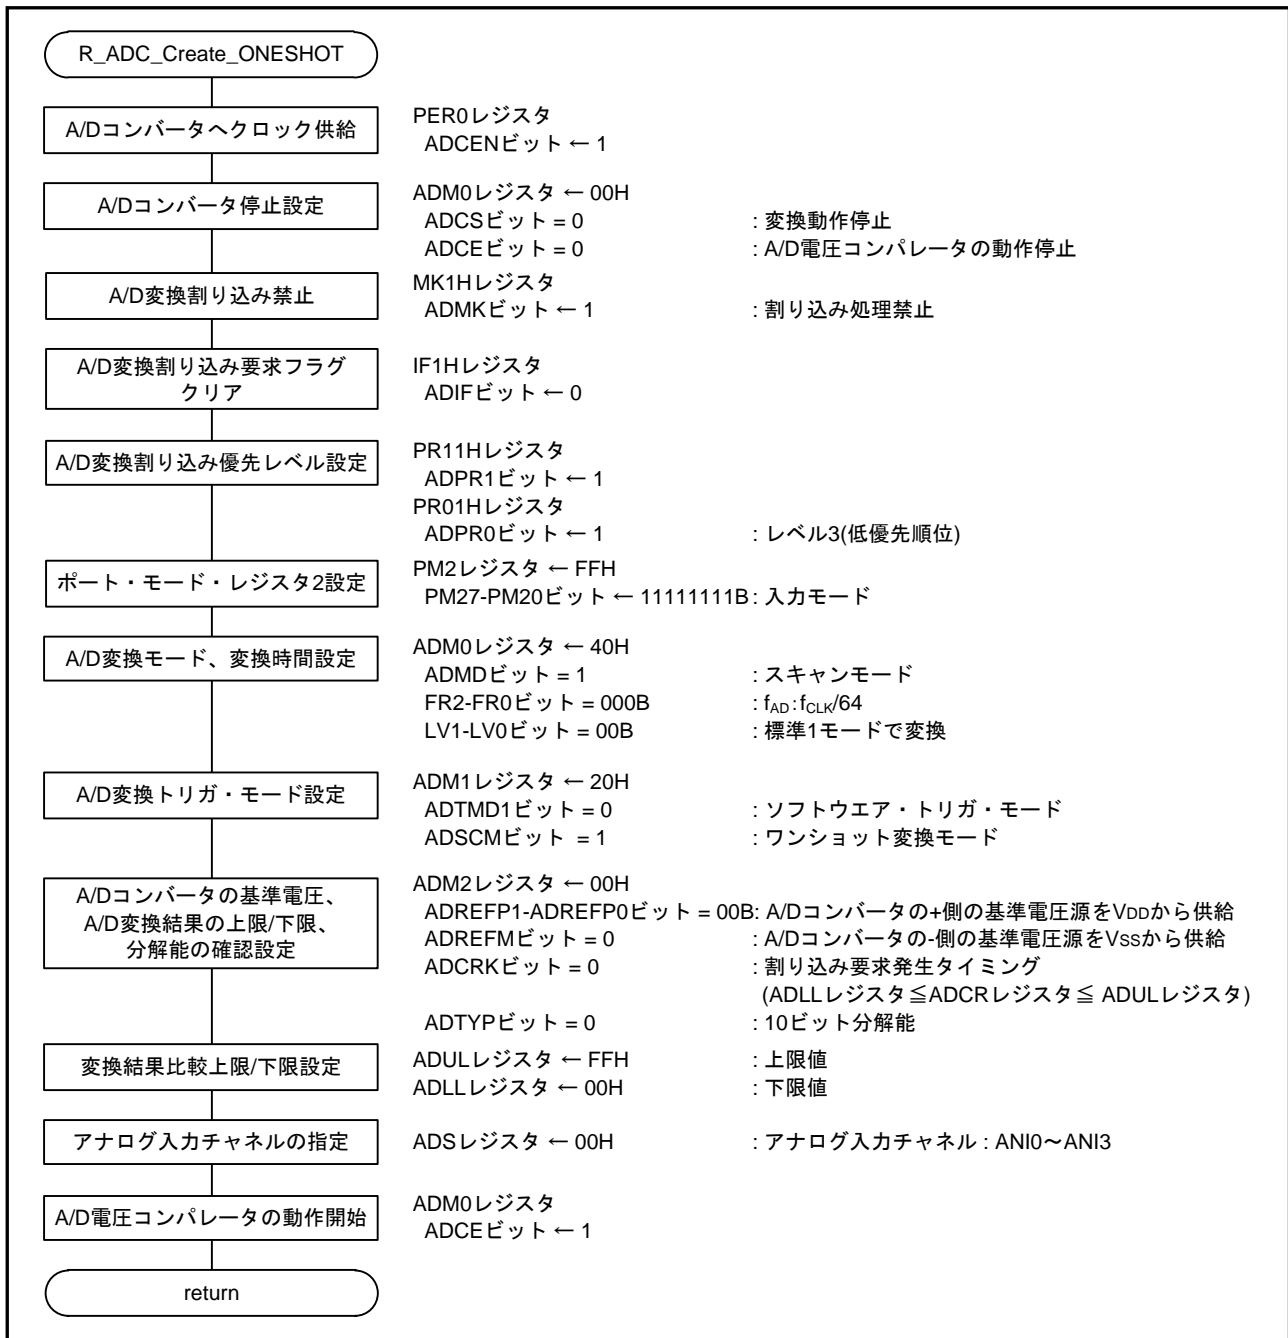 R_ADC_Create_ONESHOT
A/Dコンバータへクロック供給
PER0レジスタ
ADCENビット ← 1
A/Dコンバータ停止設定
ADM0レジスタ ← 00H
ADCSビット = 0 : 変換動作停止
ADCEビット = 0 : A/D電圧コンパレータの動作停止
A/D変換割り込み禁止
MK1Hレジスタ
ADMKビット ← 1 : 割り込み処理禁止
A/D変換割り込み要求フラグ
クリア
IF1Hレジスタ
ADIFビット ← 0
A/D変換割り込み優先レベル設定
PR11Hレジスタ
ADPR1ビット ← 1
PR01Hレジスタ
ADPR0ビット ← 1 : レベル3(低優先順位)
ポート・モード・レジスタ2設定
PM2レジスタ ← FFH
PM27-PM20ビット ← 11111111B : 入力モード
A/D変換モード、変換時間設定
ADM0レジスタ ← 40H
ADMDビット = 1 : スキャンモード
FR2-FR0ビット = 000B : fAD:fCLK/64
LV1-LV0ビット = 00B : 標準1モードで変換
A/D変換トリガ・モード設定
ADM1レジスタ ← 20H
ADTMD1ビット = 0 : ソフトウエア・トリガ・モード
ADSCMビット = 1 : ワンショット変換モード
A/Dコンバータの基準電圧、
A/D変換結果の上限/下限、
分解能の確認設定
ADM2レジスタ ← 00H
ADREFP1-ADREFP0ビット = 00B: A/Dコンバータの+側の基準電圧源をVDDから供給
ADREFMビット = 0 : A/Dコンバータの-側の基準電圧源をVssから供給
ADCRKビット = 0 : 割り込み要求発生タイミング
(ADLLレジスタ≦ADCRレジスタ≦ ADULレジスタ)
ADTYPビット = 0 : 10ビット分解能
変換結果比較上限/下限設定
ADULレジスタ ← FFH : 上限値
ADLLレジスタ ← 00H : 下限値
アナログ入力チャネルの指定
ADSレジスタ ← 00H : アナログ入力チャネル : ANI0～ANI3
A/D電圧コンパレータの動作開始
ADM0レジスタ
ADCEビット ← 1
return